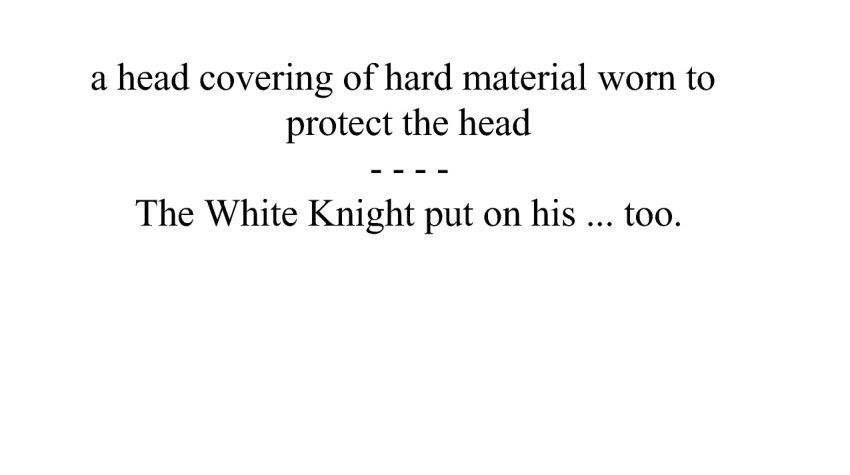 a head covering of hard material worn to
protect the head
- - - -
The White Knight put on his ... too.